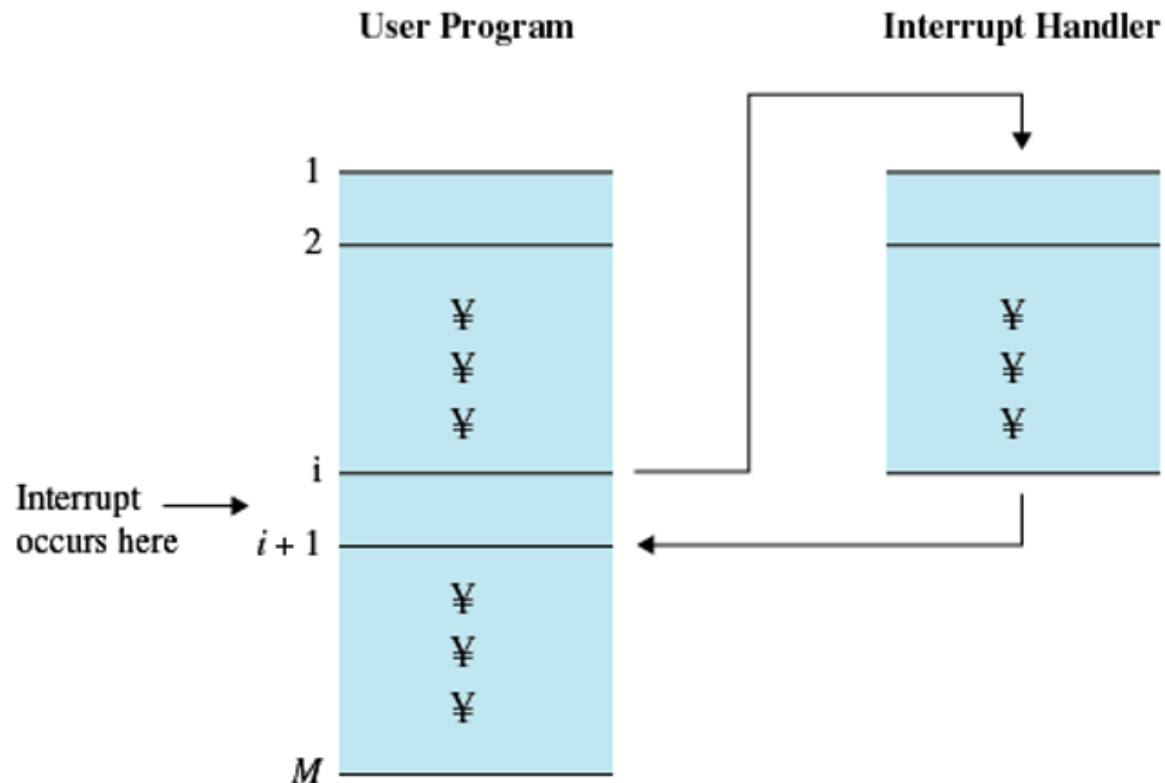 User Program
Interrupt Handler
1
2
¥
¥
¥
¥
¥
¥
i
Interrupt
occurs here
i + 1
¥
¥
¥
M